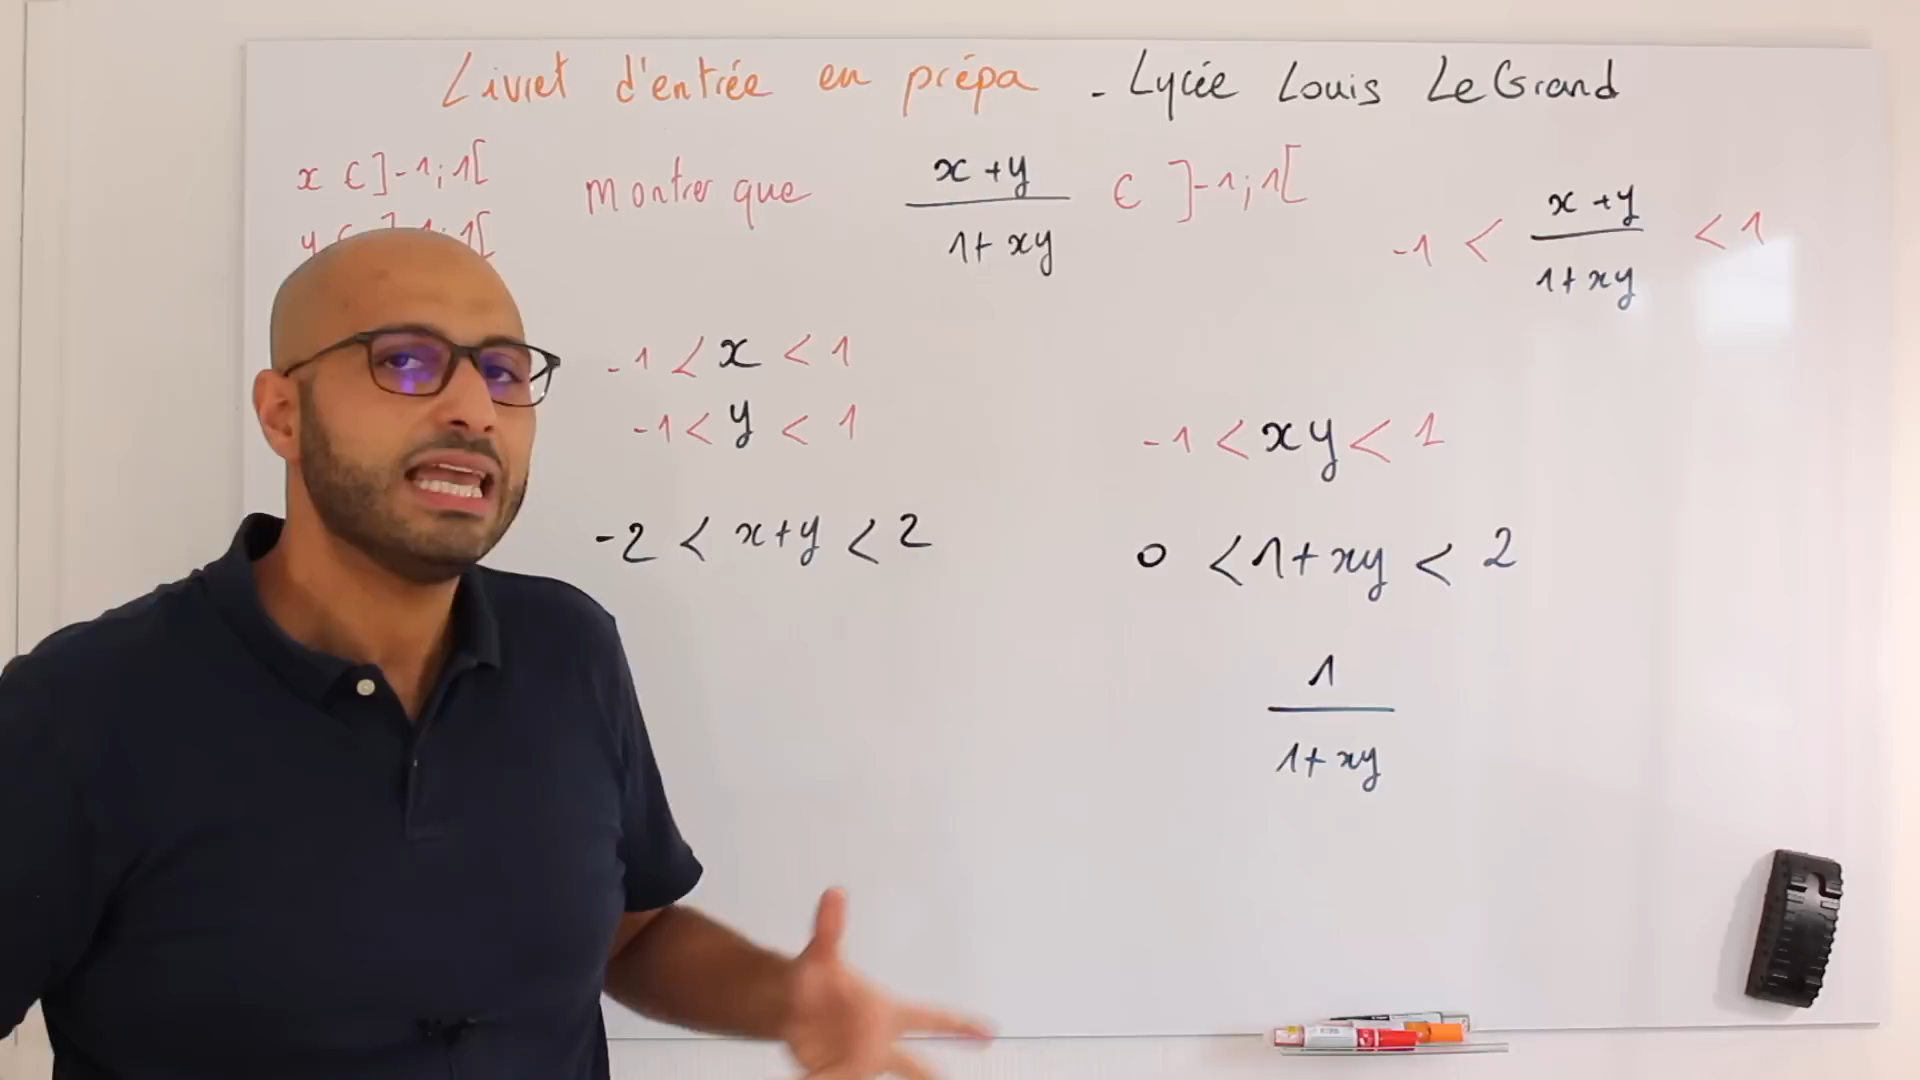 Livret d'entrée en prépa - Lycée Louis LeGrand
x ∈ ]-1;1[ montrer que (x+y)/(1+xy) ∈ ]-1;1[
y ∈ ]-1;1[
-1 < (x+y)/(1+xy) < 1
-1 < x < 1
-1 < y < 1
-1 < xy < 1
-2 < x+y < 2
0 < 1+xy < 2
1/(1+xy)